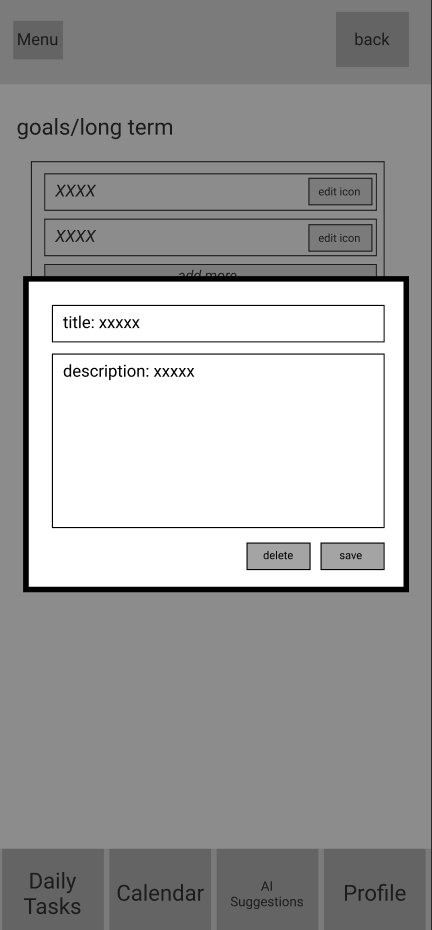 Menu
back
goals/long term
XXXX
edit icon
XXXX
edit icon
add more
title: xxxxx
description: xxxxx
delete
save
Daily
Tasks
Calendar
AI
Suggestions
Profile